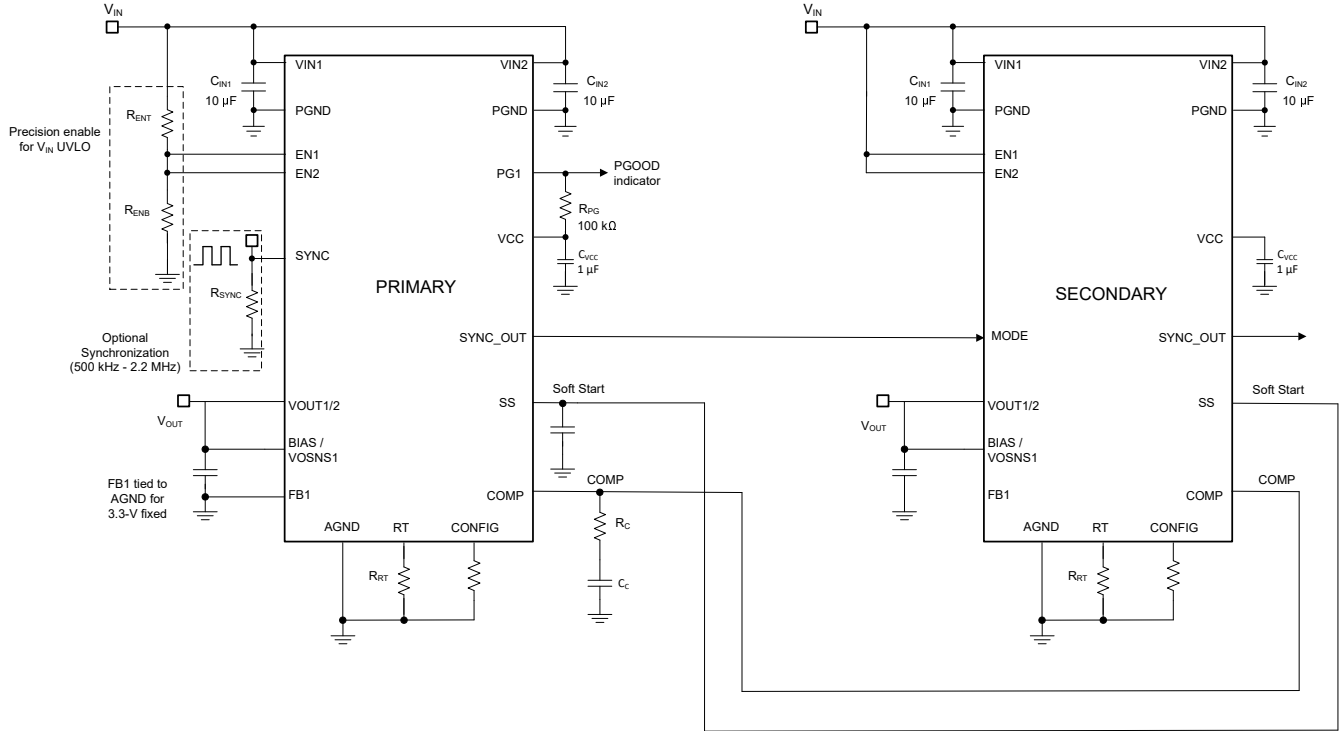 VIN
VIN1
VIN2
CIN1
10 µF
CIN2
10 µF
PGND
PGND
Precision enable
for VIN UVLO
RENT
EN1
EN2
RENB
PG1
PGOOD
indicator
RPG
100 kΩ
VCC
CVCC
1 µF
SYNC
RSYNC
Optional
Synchronization
(500 kHz - 2.2 MHz)
PRIMARY
SYNC_OUT
Soft Start
SS
VOUT1/2
VOUT
BIAS /
VOSNS1
FB1 tied to
AGND for
3.3-V fixed
FB1
COMP
COMP
RC
CC
AGND
RT
CONFIG
RRT
VIN
VIN1
VIN2
CIN1
10 µF
CIN2
10 µF
PGND
PGND
EN1
EN2
VCC
CVCC
1 µF
SECONDARY
MODE
SYNC_OUT
Soft Start
SS
VOUT1/2
VOUT
BIAS /
VOSNS1
FB1
COMP
COMP
AGND
RT
CONFIG
RRT